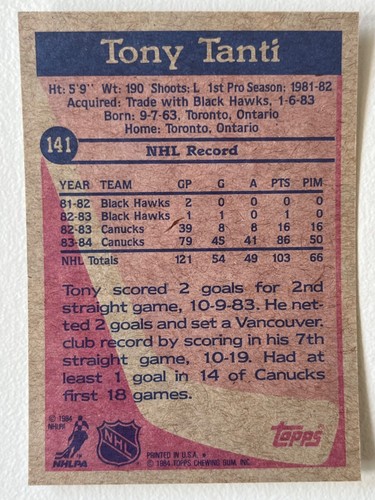 Tony Tanti
Ht: 5'9" Wt: 190 Shoots: L 1st Pro Season: 1981-82
Acquired: Trade with Black Hawks, 1-6-83
Born: 9-7-63, Toronto, Ontario
Home: Toronto, Ontario
141
NHL Record
YEAR TEAM GP G A PTS PIM
81-82 Black Hawks 2 0 0 0 0
82-83 Black Hawks 1 1 0 1 0
82-83 Canucks 39 8 8 16 16
83-84 Canucks 79 45 41 86 50
NHL Totals 121 54 49 103 66
Tony scored 2 goals for 2nd
straight game, 10-9-83. He net-
ted 2 goals and set a Vancouver
club record by scoring in his 7th
straight game, 10-19. Had at
least 1 goal in 14 of Canucks
first 18 games.
© 1984
NHLPA
NHLPA
NHL
PRINTED IN U.S.A. ★
© 1984 TOPPS CHEWING GUM, INC.
Topps